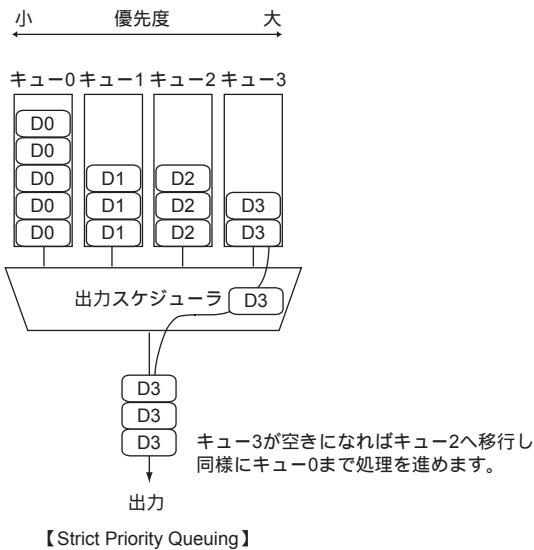 小 優先度 大
キュー0 キュー1 キュー2 キュー3
D0
D0
D0 D1 D2
D0 D1 D2 D3
D0 D1 D2 D3
出力スケジューラ D3
D3
D3
D3
キュー3が空きになればキュー2へ移行し
同様にキュー0まで処理を進めます。
出力
【Strict Priority Queuing】